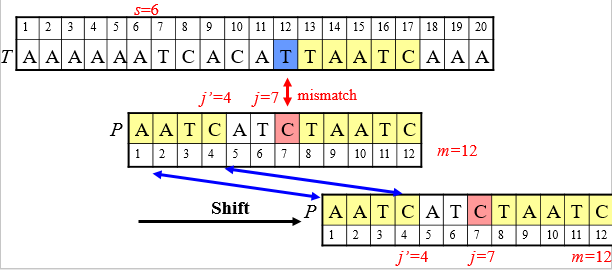 s=6
1 2 3 4 5 6 7 8 9 10 11 12 13 14 15 16 17 18 19 20
T A A A A A A T C A C A T T A A T C A A A
j'=4 j=7 mismatch
P A A T C A T C T A A T C
1 2 3 4 5 6 7 8 9 10 11 12
m=12
Shift
P A A T C A T C T A A T C
1 2 3 4 5 6 7 8 9 10 11 12
j'=4 j=7 m=12